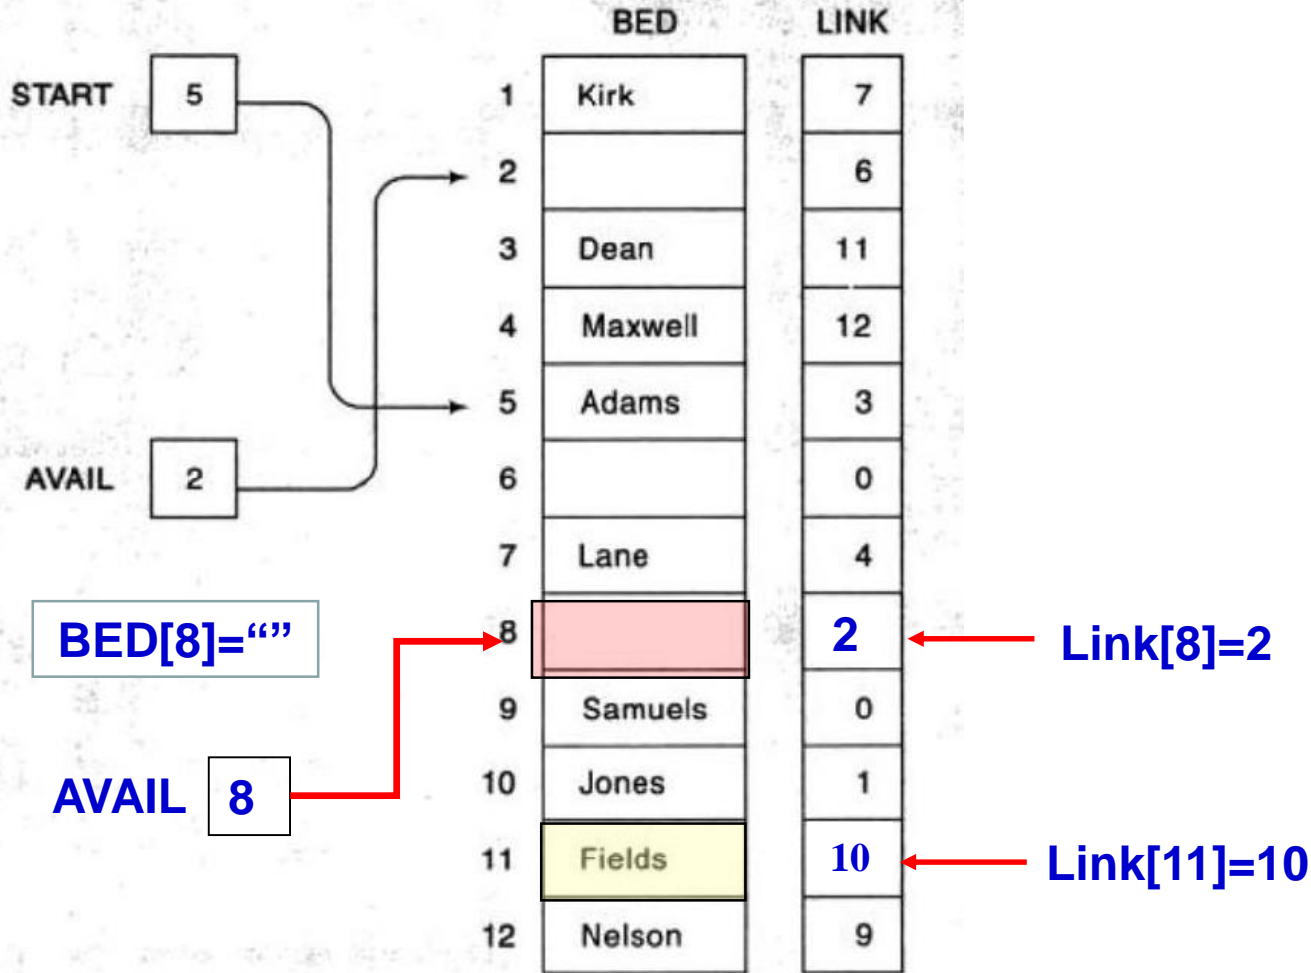 BED LINK
START 5
1 Kirk 7
2 6
3 Dean 11
4 Maxwell 12
5 Adams 3
AVAIL 2
6 0
7 Lane 4
BED[8]=“”
8 2
Link[8]=2
9 Samuels 0
AVAIL 8
10 Jones 1
11 Fields 10
Link[11]=10
12 Nelson 9